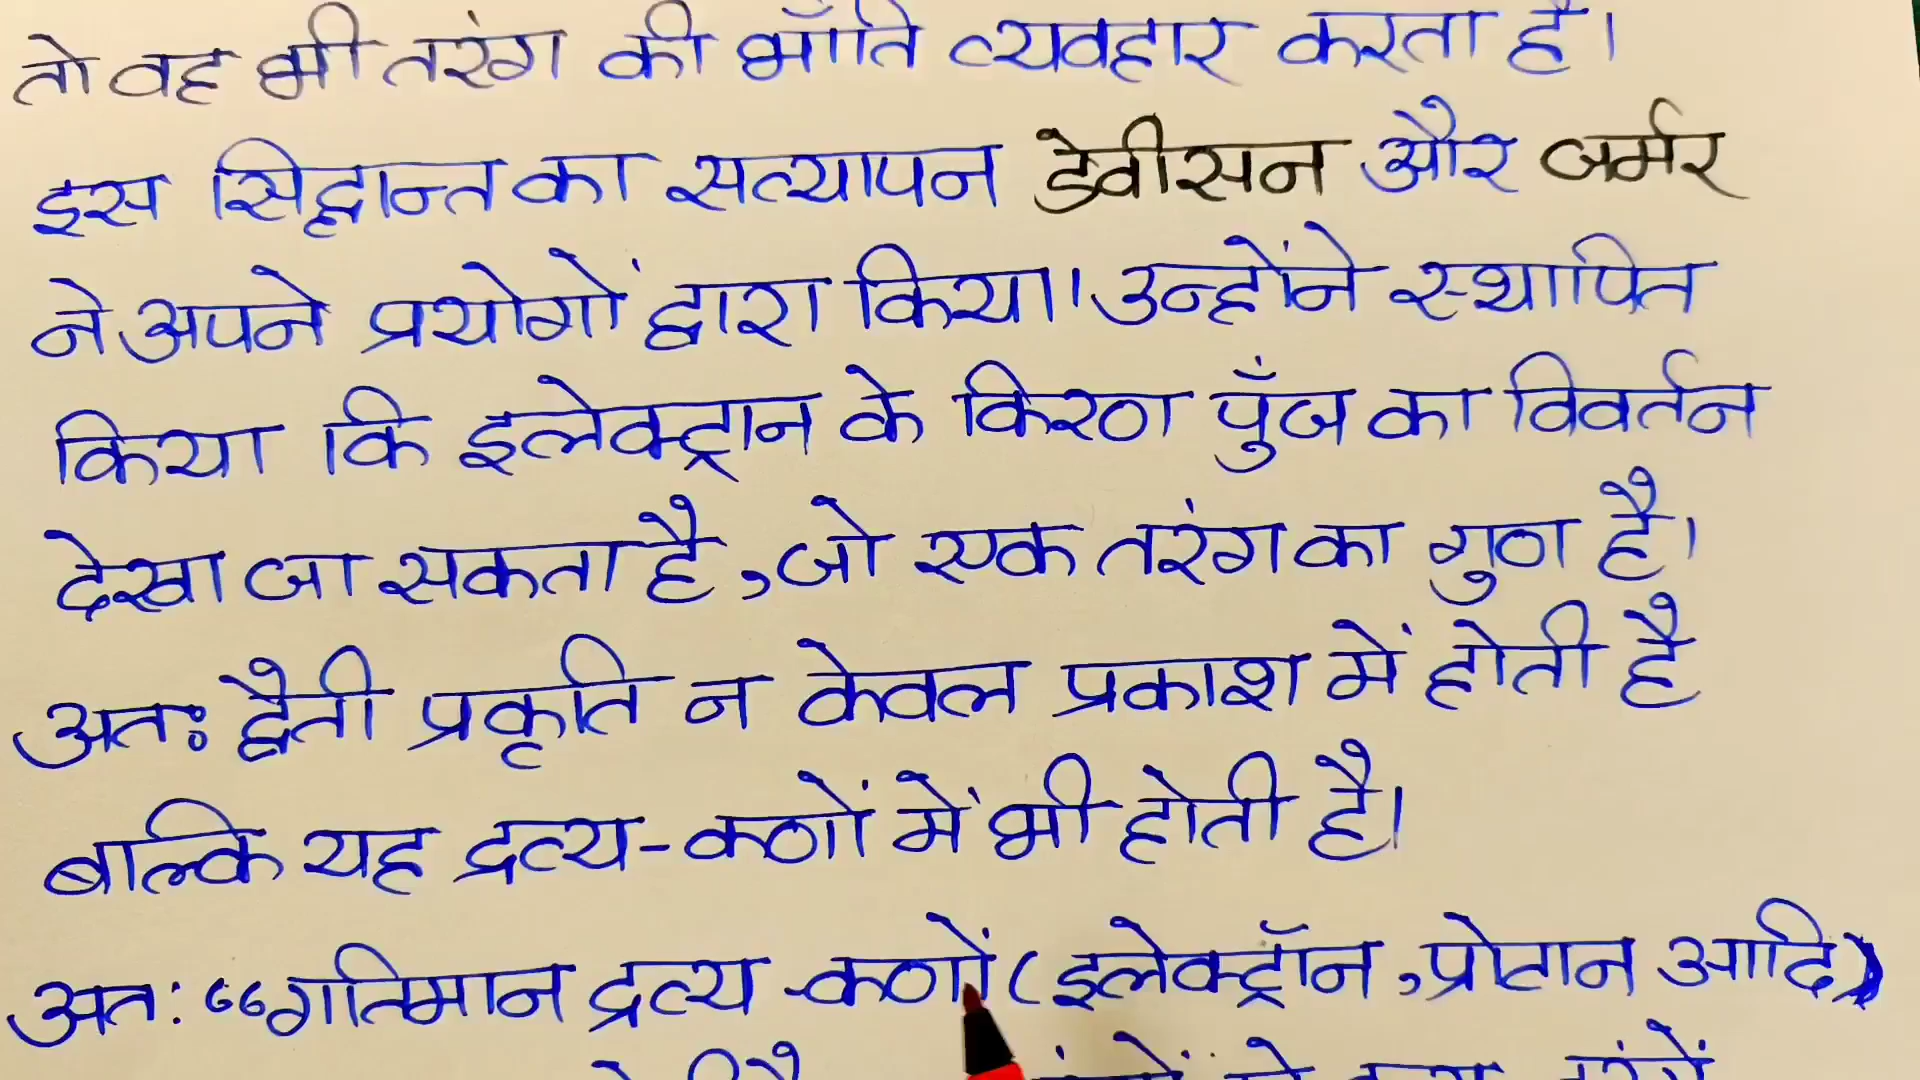 तो वह भी तरंग की भाँति व्यवहार करता है।
इस सिद्धान्त का सत्यापन डेवीसन और जर्मर
ने अपने प्रयोगों द्वारा किया। उन्होंने स्थापित
किया कि इलेक्ट्रान के किरण पुँज का विवर्तन
देखा जा सकता है, जो एक तरंग का गुण है।
अतः द्वैती प्रकृति न केवल प्रकाश में होती है
बल्कि यह द्रव्य-कणों में भी होती है।
अतः "गतिमान द्रव्य-कणों (इलेक्ट्रॉन, प्रोटान आदि)